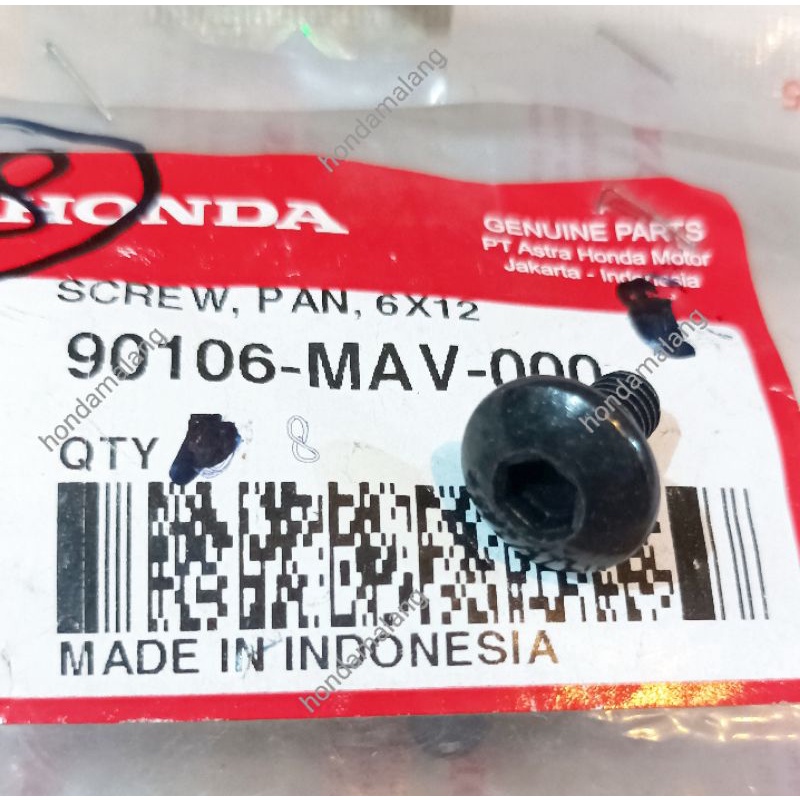 8
HONDA
GENUINE PARTS
PT Astra Honda Motor
Jakarta - Indonesia
SCREW, PAN, 6X12
90106-MAV-000
QTY 8
MADE IN INDONESIA
hondamalang
hondamalang
hondamalang
hondamalang